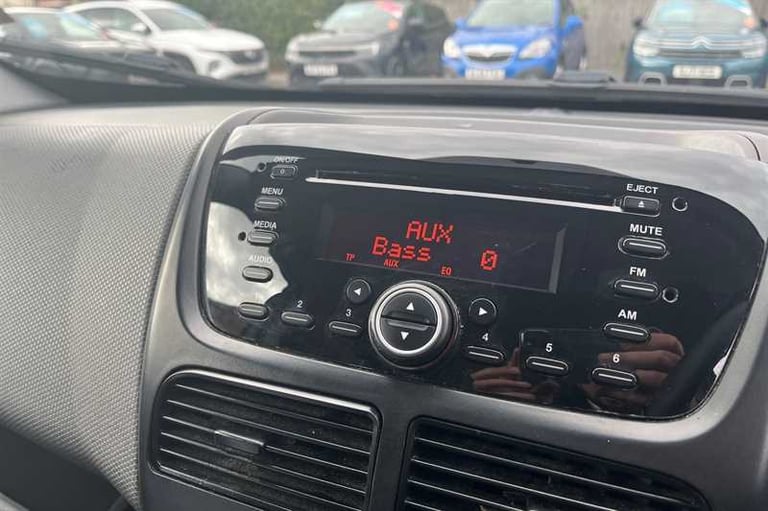 ON/OFF
EJECT
MENU
MUTE
MEDIA
AUX
Bass 0
TP AUX EQ
AUDIO
FM
AM
2
3
4
5
6